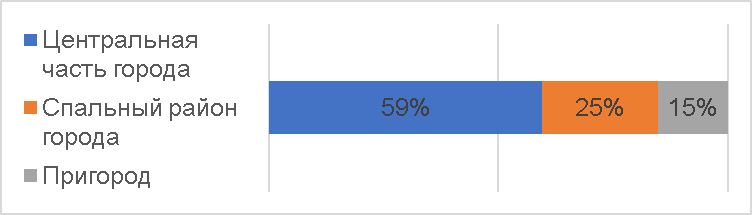 Центральная
часть города
Спальный район
города
Пригород
59%
25%
15%